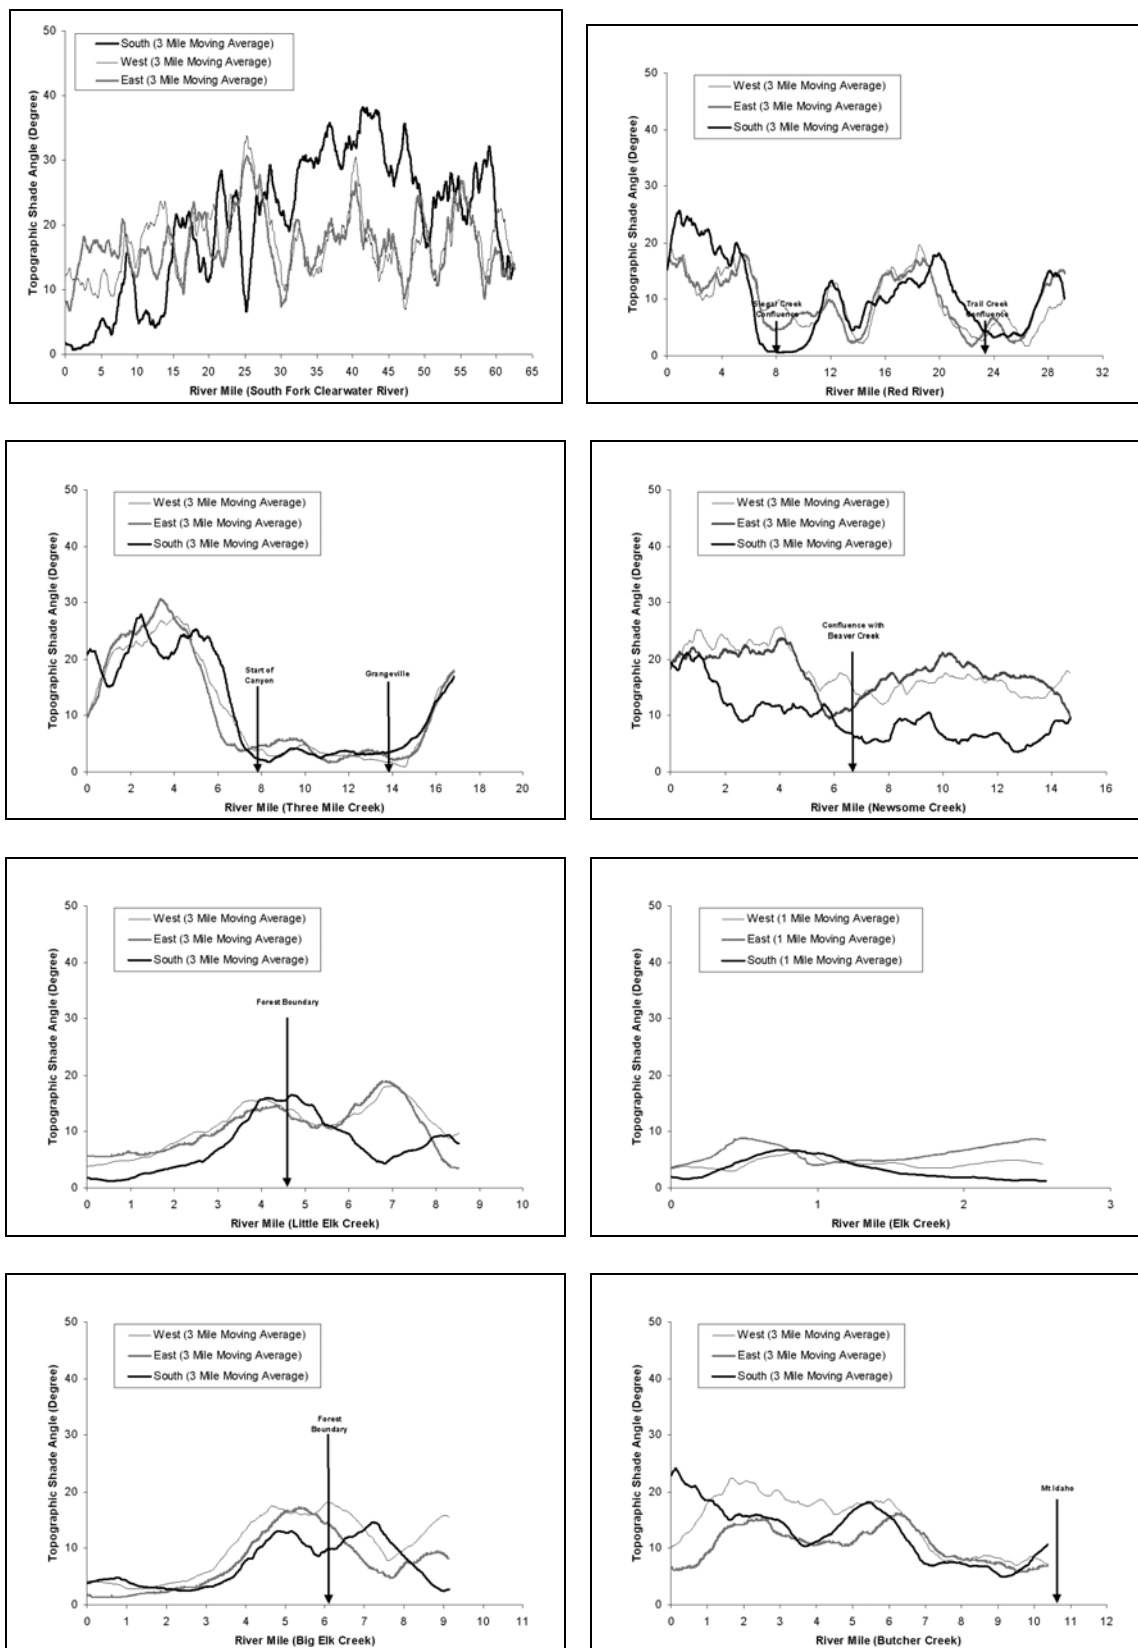 50
40
30
20
10
0
Topographic Shade Angle (Degree)
South (3 Mile Moving Average)
West (3 Mile Moving Average)
East (3 Mile Moving Average)
0 5 10 15 20 25 30 35 40 45 50 55 60 65
River Mile (South Fork Clearwater River)
50
40
30
20
10
0
Topographic Shade Angle (Degree)
West (3 Mile Moving Average)
East (3 Mile Moving Average)
South (3 Mile Moving Average)
Siegal Creek
Confluence
Trail Creek
Confluence
0 4 8 12 16 20 24 28 32
River Mile (Red River)
50
40
30
20
10
0
Topographic Shade Angle (Degree)
West (3 Mile Moving Average)
East (3 Mile Moving Average)
South (3 Mile Moving Average)
Start of
Canyon
Grangeville
0 2 4 6 8 10 12 14 16 18 20
River Mile (Three Mile Creek)
50
40
30
20
10
0
Topographic Shade Angle (Degree)
West (3 Mile Moving Average)
East (3 Mile Moving Average)
South (3 Mile Moving Average)
Confluence with
Beaver Creek
0 2 4 6 8 10 12 14 16
River Mile (Newsome Creek)
50
40
30
20
10
0
Topographic Shade Angle (Degree)
West (3 Mile Moving Average)
East (3 Mile Moving Average)
South (3 Mile Moving Average)
Forest Boundary
0 1 2 3 4 5 6 7 8 9 10
River Mile (Little Elk Creek)
50
40
30
20
10
0
Topographic Shade Angle (Degree)
West (1 Mile Moving Average)
East (1 Mile Moving Average)
South (1 Mile Moving Average)
0 1 2 3
River Mile (Elk Creek)
50
40
30
20
10
0
Topographic Shade Angle (Degree)
West (3 Mile Moving Average)
East (3 Mile Moving Average)
South (3 Mile Moving Average)
Forest
Boundary
0 1 2 3 4 5 6 7 8 9 10 11
River Mile (Big Elk Creek)
50
40
30
20
10
0
Topographic Shade Angle (Degree)
West (3 Mile Moving Average)
East (3 Mile Moving Average)
South (3 Mile Moving Average)
Mt Idaho
0 1 2 3 4 5 6 7 8 9 10 11 12
River Mile (Butcher Creek)